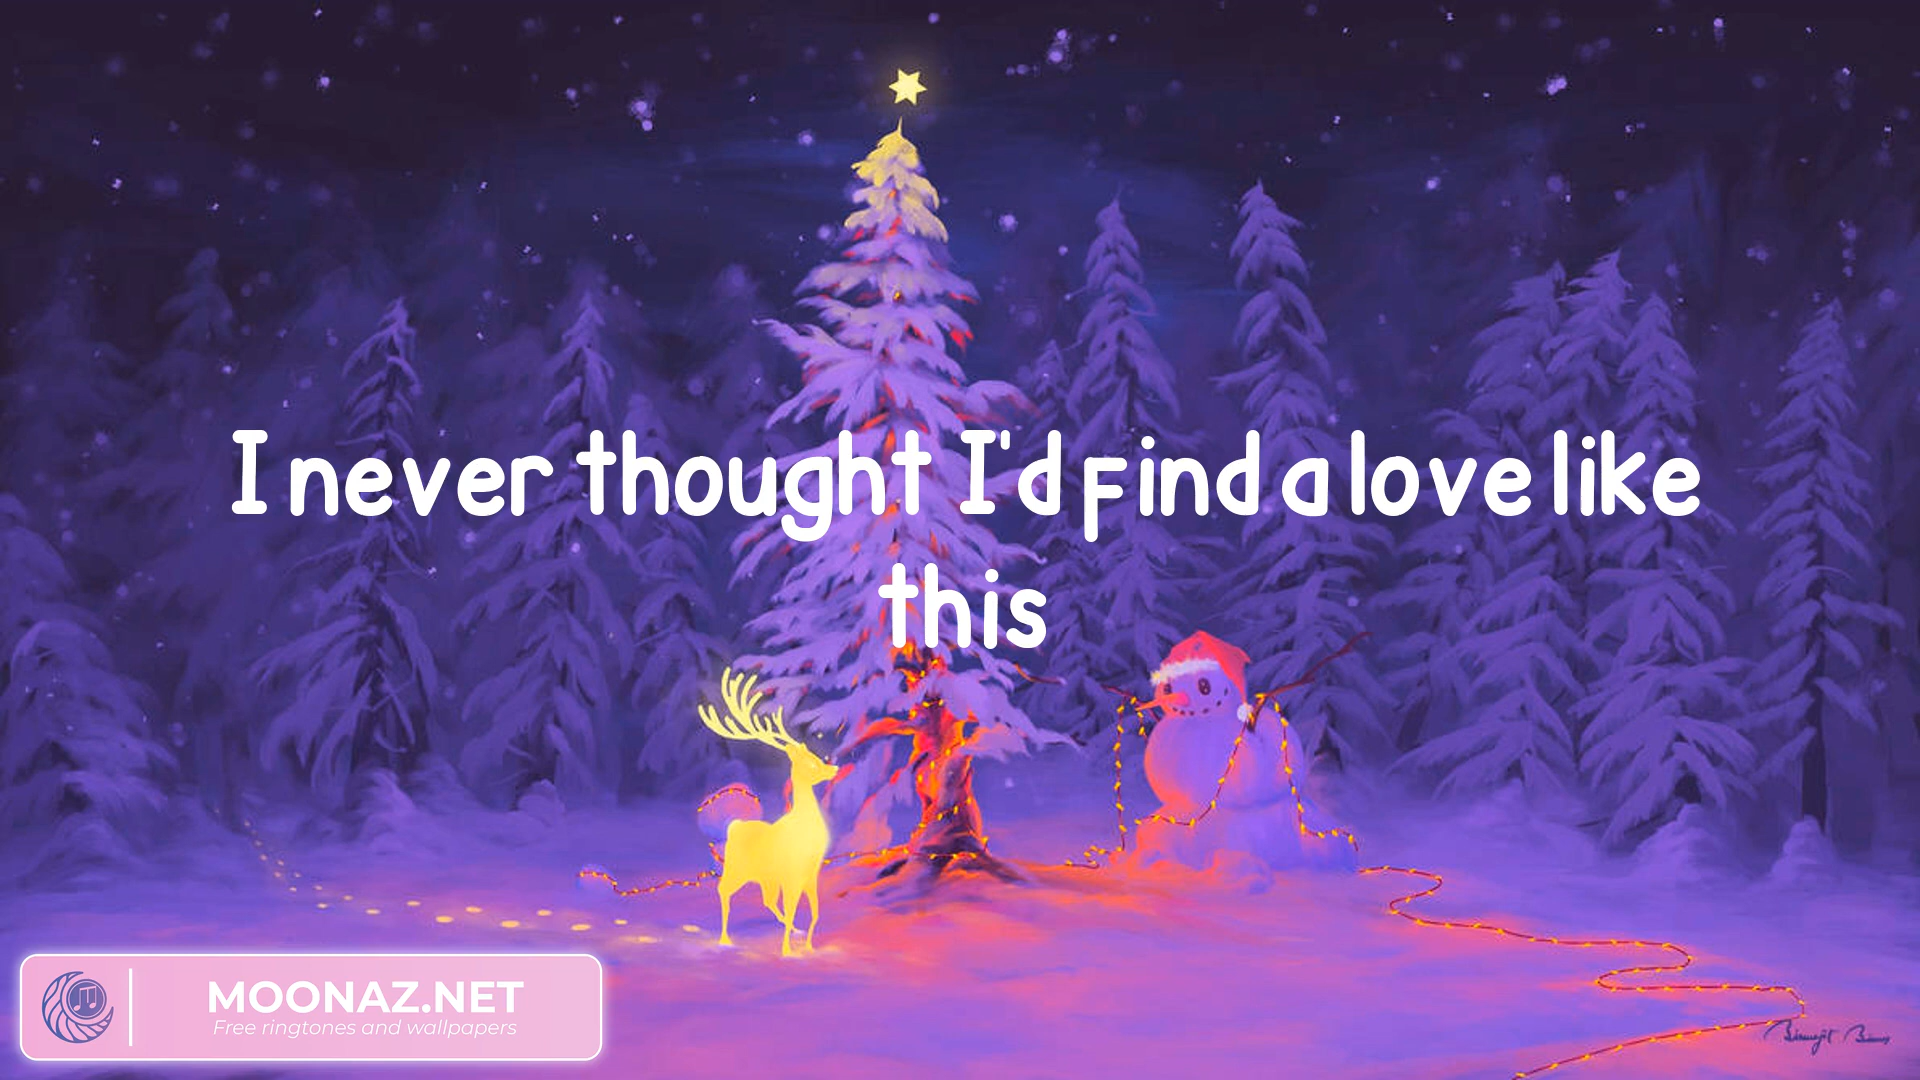 I never thought I'd find a love like
this
MOONAZ.NET
Free ringtones and wallpapers